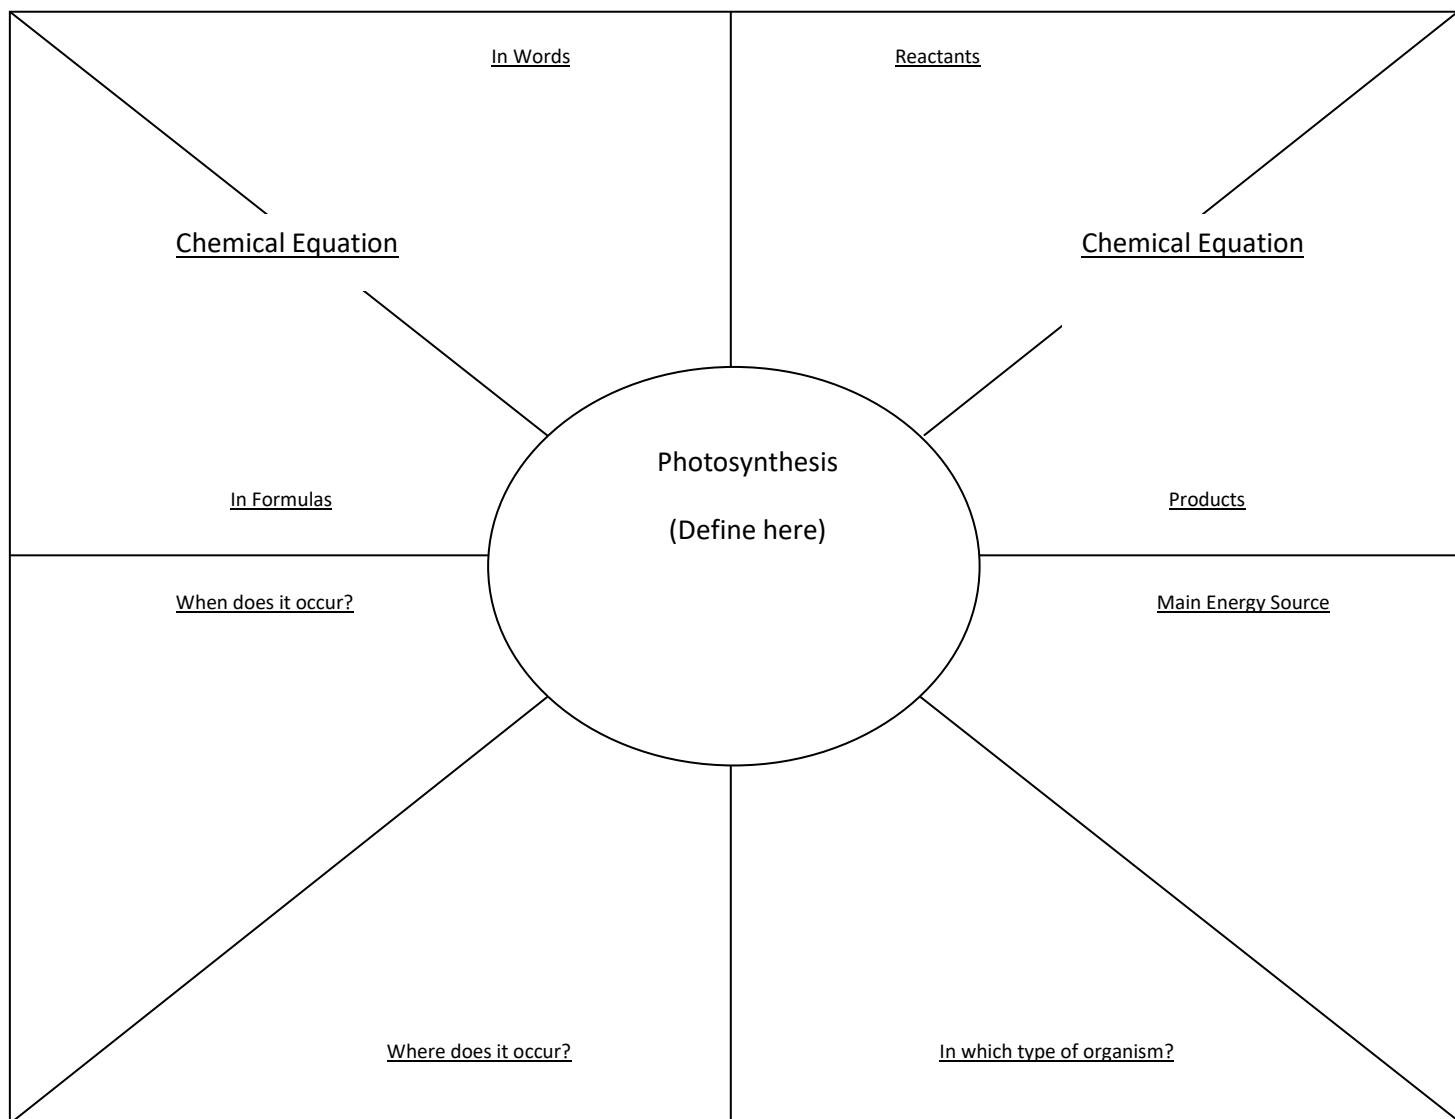 In Words
Reactants
Chemical Equation
Chemical Equation
Photosynthesis
(Define here)
In Formulas
Products
When does it occur?
Main Energy Source
Where does it occur?
In which type of organism?